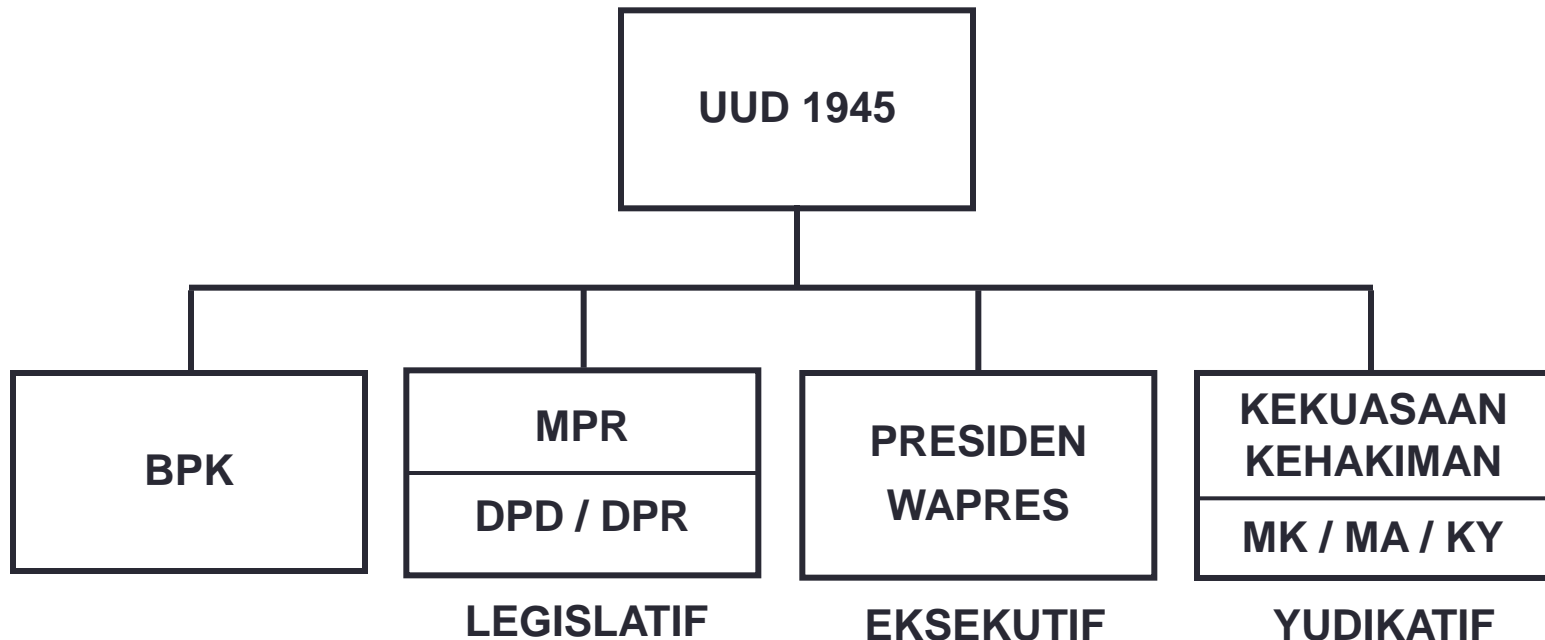 UUD 1945
BPK
MPR
DPD / DPR
PRESIDEN
WAPRES
KEKUASAAN
KEHAKIMAN
MK / MA / KY
LEGISLATIF
EKSEKUTIF
YUDIKATIF